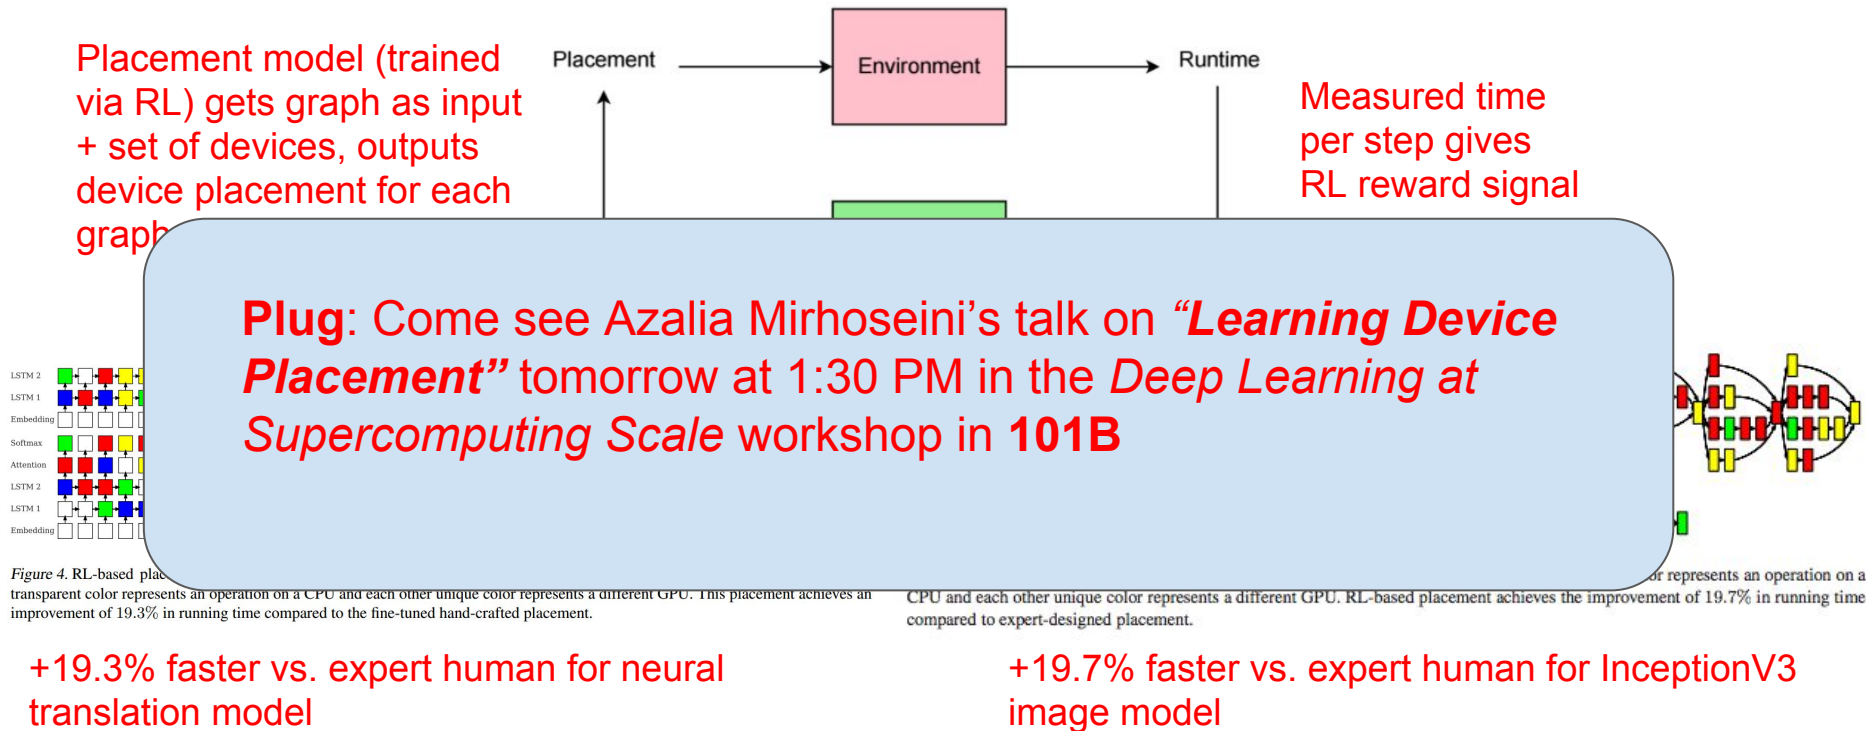 Placement model (trained
via RL) gets graph as input
+ set of devices, outputs
device placement for each
graph
Placement
Environment
Runtime
Measured time
per step gives
RL reward signal
Plug: Come see Azalia Mirhoseini’s talk on “Learning Device
Placement” tomorrow at 1:30 PM in the Deep Learning at
Supercomputing Scale workshop in 101B
LSTM 2
LSTM 1
Embedding
Softmax
Attention
LSTM 2
LSTM 1
Embedding
Figure 4. RL-based
transparent color represents an operation on a CPU and each other unique color represents a different GPU. This placement achieves an
improvement of 19.3% in running time compared to the fine-tuned hand-crafted placement.
represents an operation on a
CPU and each other unique color represents a different GPU. RL-based placement achieves the improvement of 19.7% in running time
compared to expert-designed placement.
+19.3% faster vs. expert human for neural
translation model
+19.7% faster vs. expert human for InceptionV3
image model